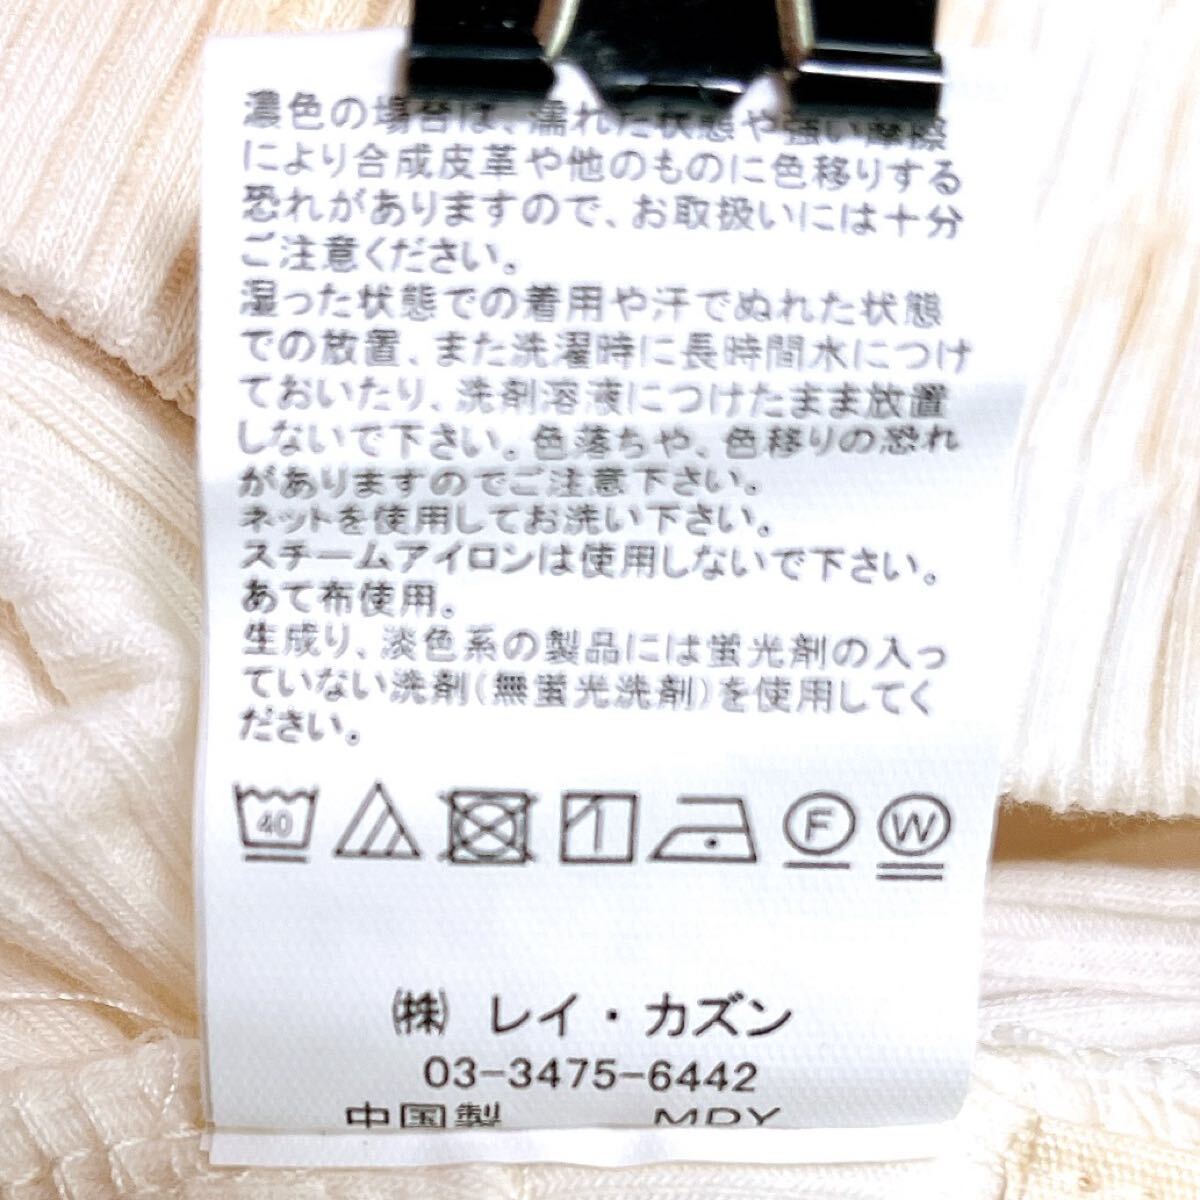 濃色の場合は、濡れた状態や強い摩擦
により合成皮革や他のものに色移りする
恐れがありますので、お取扱いには十分
ご注意ください。
湿った状態での着用や汗でぬれた状態
での放置、また洗濯時に長時間水につけ
ておいたり、洗剤溶液につけたまま放置
しないで下さい。色落ちや、色移りの恐れ
がありますのでご注意下さい。
ネットを使用してお洗い下さい。
スチームアイロンは使用しないで下さい。
あて布使用。
生成り、淡色系の製品には蛍光剤の入っ
ていない洗剤(無蛍光洗剤)を使用してく
ださい。
40 F W
㈱ レイ・カズン
03-3475-6442
中国製 MDY